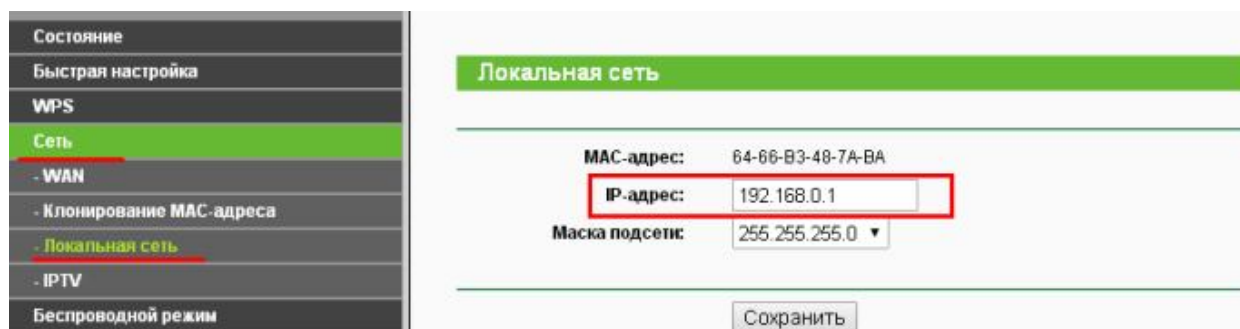 Состояние
Быстрая настройка
WPS
Сеть
- WAN
- Клонирование MAC-адреса
- Локальная сеть
- IPTV
Беспроводной режим
Локальная сеть
MAC-адрес: 64-66-B3-48-7A-BA
IP-адрес: 192.168.0.1
Маска подсети: 255.255.255.0
Сохранить